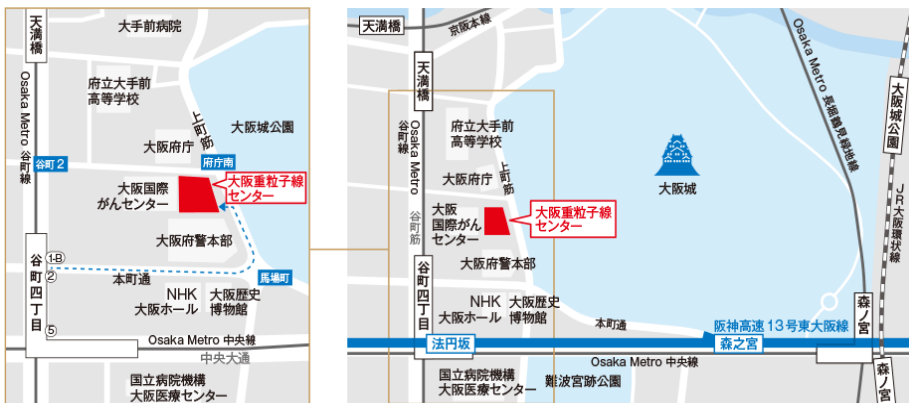 天満橋
大手前病院
Osaka Metro 谷町線
府立大手前
高等学校
上町筋
大阪城公園
大阪府庁
谷町2
府庁南
大阪国際
がんセンター
大阪重粒子線
センター
大阪府警本部
1-B
②
谷町四丁目
本町通
馬場町
NHK
大阪ホール
大阪歴史
博物館
⑤
Osaka Metro 中央線
中央大通
国立病院機構
大阪医療センター
天満橋
京阪本線
天満橋
Osaka Metro 長堀鶴見緑地線
大阪城公園
谷町線
Osaka Metro
府立大手前
高等学校
上町筋
大阪府庁
大阪城
JR大阪環状線
谷町筋
大阪
国際がん
センター
大阪重粒子線
センター
大阪府警本部
谷町四丁目
NHK
大阪ホール
大阪歴史
博物館
本町通
阪神高速13号東大阪線
森ノ宮
法円坂
森之宮
Osaka Metro 中央線
森ノ宮
国立病院機構
大阪医療センター
難波宮跡公園